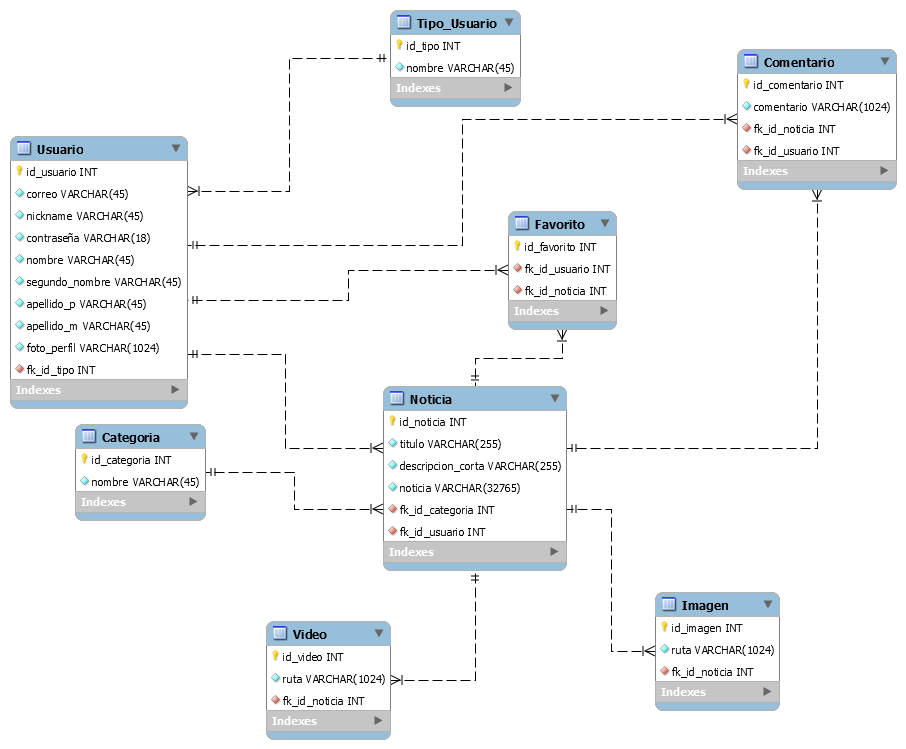 Tipo_Usuario
id_tipo INT
nombre VARCHAR(45)
Indexes
Comentario
id_comentario INT
comentario VARCHAR(1024)
fk_id_noticia INT
fk_id_usuario INT
Indexes
Usuario
id_usuario INT
correo VARCHAR(45)
nickname VARCHAR(45)
contraseña VARCHAR(18)
nombre VARCHAR(45)
segundo_nombre VARCHAR(45)
apellido_p VARCHAR(45)
apellido_m VARCHAR(45)
foto_perfil VARCHAR(1024)
fk_id_tipo INT
Indexes
Favorito
id_favorito INT
fk_id_usuario INT
fk_id_noticia INT
Indexes
Noticia
id_noticia INT
titulo VARCHAR(255)
descripcion_corta VARCHAR(255)
noticia VARCHAR(32765)
fk_id_categoria INT
fk_id_usuario INT
Indexes
Categoria
id_categoria INT
nombre VARCHAR(45)
Indexes
Imagen
id_imagen INT
ruta VARCHAR(1024)
fk_id_noticia INT
Indexes
Video
id_video INT
ruta VARCHAR(1024)
fk_id_noticia INT
Indexes